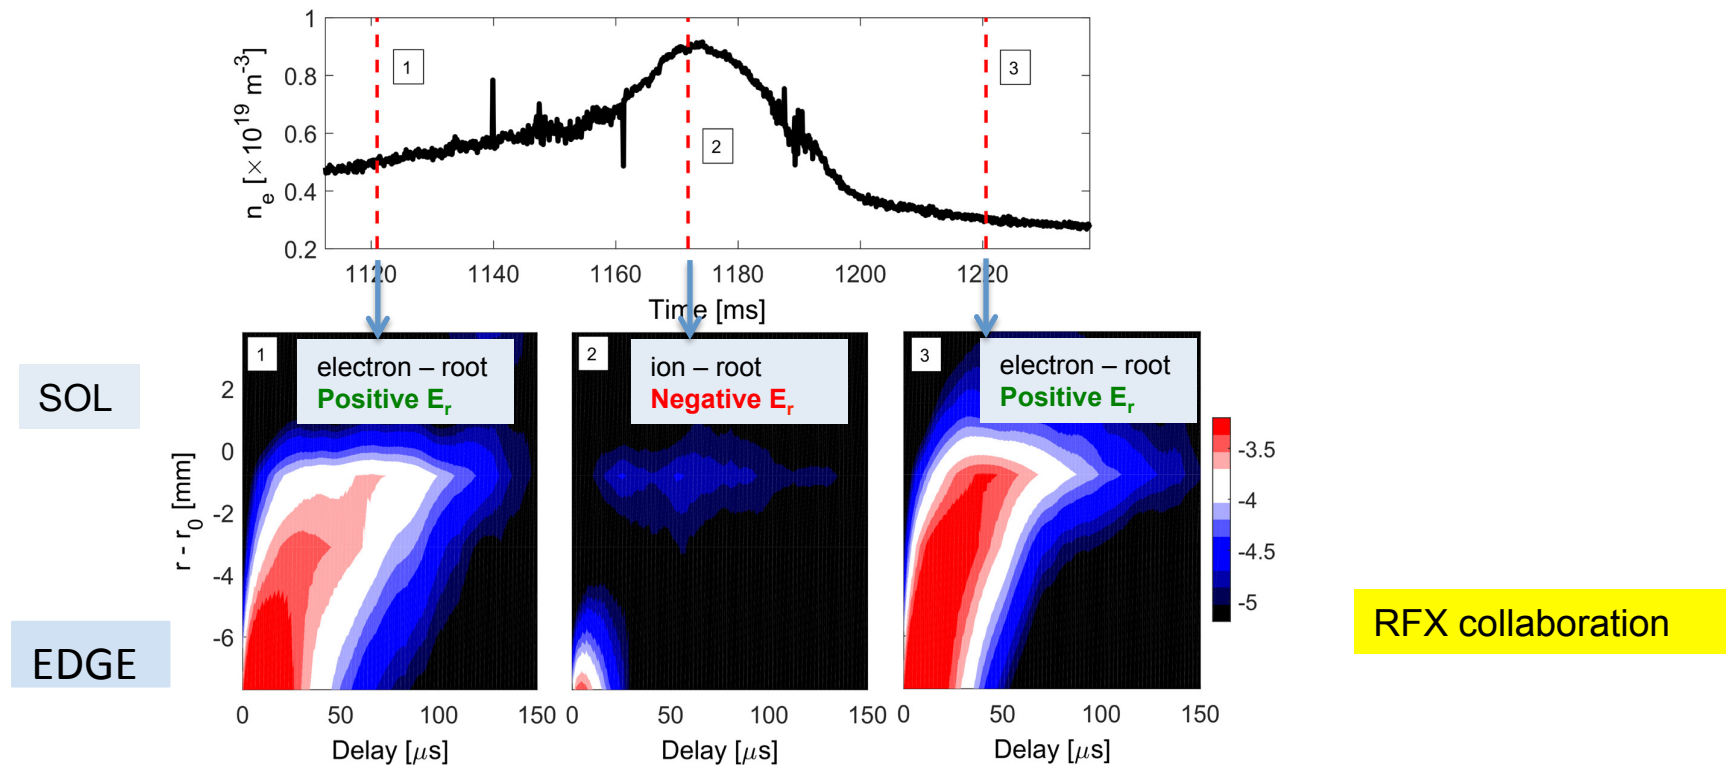 1
0.8
0.6
0.4
0.2
n_e [×10^19 m^-3]
1
2
3
1120 1140 1160 1180 1200 1220
Time [ms]
SOL
EDGE
r - r_0 [mm]
2
0
-2
-4
-6
1
electron – root
Positive E_r
2
ion – root
Negative E_r
3
electron – root
Positive E_r
-3.5
-4
-4.5
-5
RFX collaboration
0 50 100 150
Delay [μs]
0 50 100 150
Delay [μs]
0 50 100 150
Delay [μs]